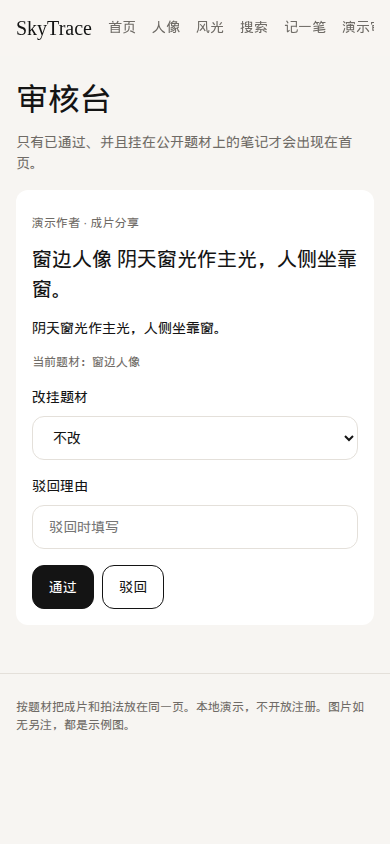 SkyTrace 首页 人像 风光 搜索 记一笔 演示
审核台
只有已通过、并且挂在公开题材上的笔记才会出现在首
页。
演示作者 · 成片分享
窗边人像 阴天窗光作主光，人侧坐靠
窗。
阴天窗光作主光，人侧坐靠窗。
当前题材：窗边人像
改挂题材
不改
驳回理由
驳回时填写
通过 驳回
按题材把成片和拍法放在同一页。本地演示，不开放注册。图片如
无另注，都是示例图。